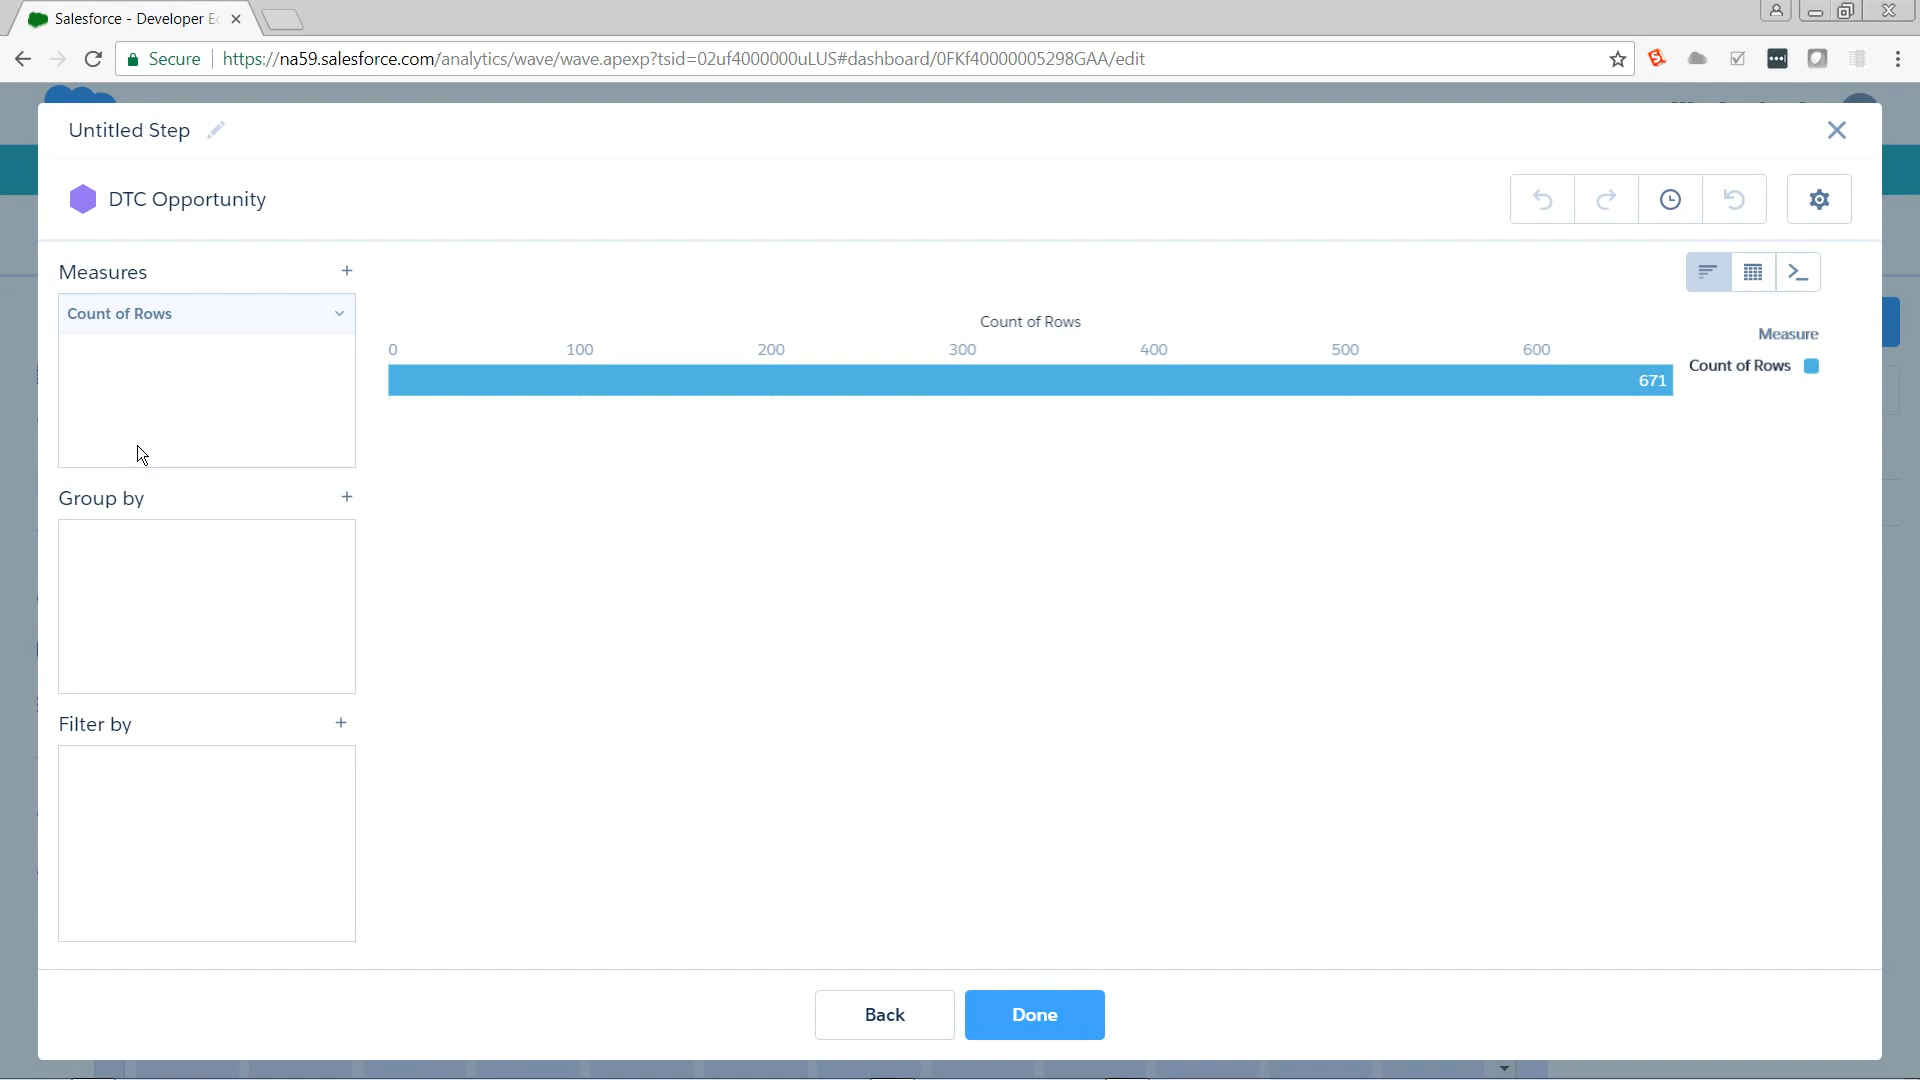 Salesforce - Developer E
Secure
https://na59.salesforce.com/analytics/wave/wave.apexp?tsid=02uf4000000uLUS#dashboard/0FKf40000005298GAA/edit
Untitled Step
DTC Opportunity
Measures
Count of Rows
Group by
Filter by
Count of Rows
0 100 200 300 400 500 600
671
Measure
Count of Rows
Back Done